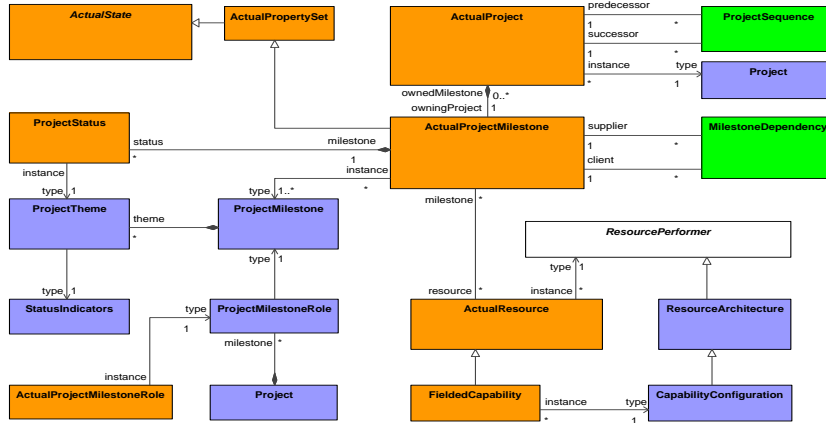 ActualState
ActualPropertySet
ActualProject
predecessor
1
*
successor
1
*
ProjectSequence
instance
type
*
1
Project
ownedMilestone
0..*
owningProject
1
ProjectStatus
status
*
milestone
1
instance
*
ActualProjectMilestone
supplier
1
*
client
1
*
MilestoneDependency
instance
type
1
type
1..*
milestone
*
ProjectTheme
theme
*
ProjectMilestone
ResourcePerformer
type
1
type
1
type
1
resource
*
instance
*
StatusIndicators
type
1
ProjectMilestoneRole
ActualResource
ResourceArchitecture
milestone
*
instance
ActualProjectMilestoneRole
Project
FieldedCapability
instance
*
type
1
CapabilityConfiguration